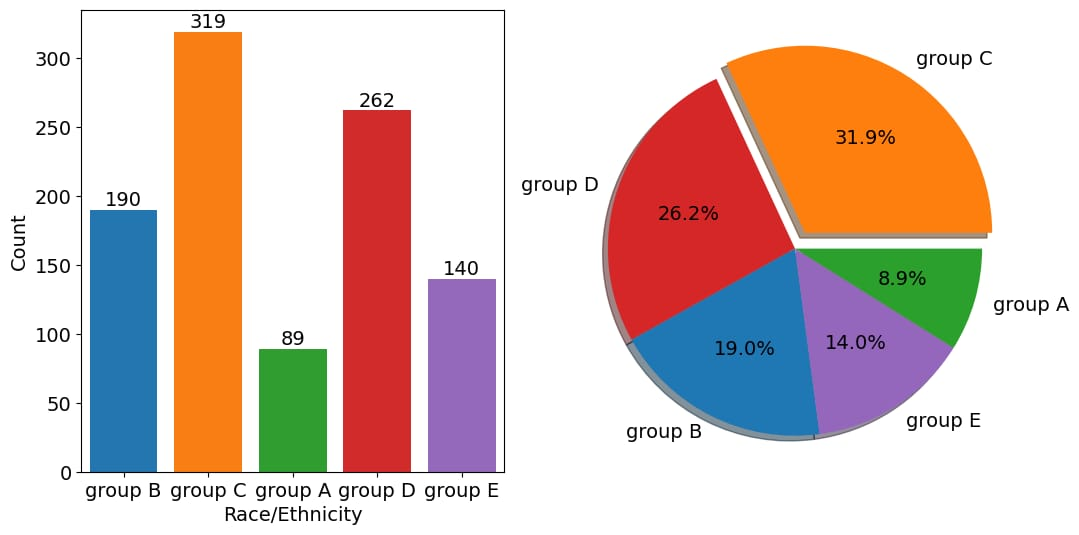 319
300
262
250
200
190
150
140
100
89
50
0
Count
group B group C group A group D group E
Race/Ethnicity
group C
31.9%
group D
26.2%
8.9%
group A
19.0%
14.0%
group B
group E